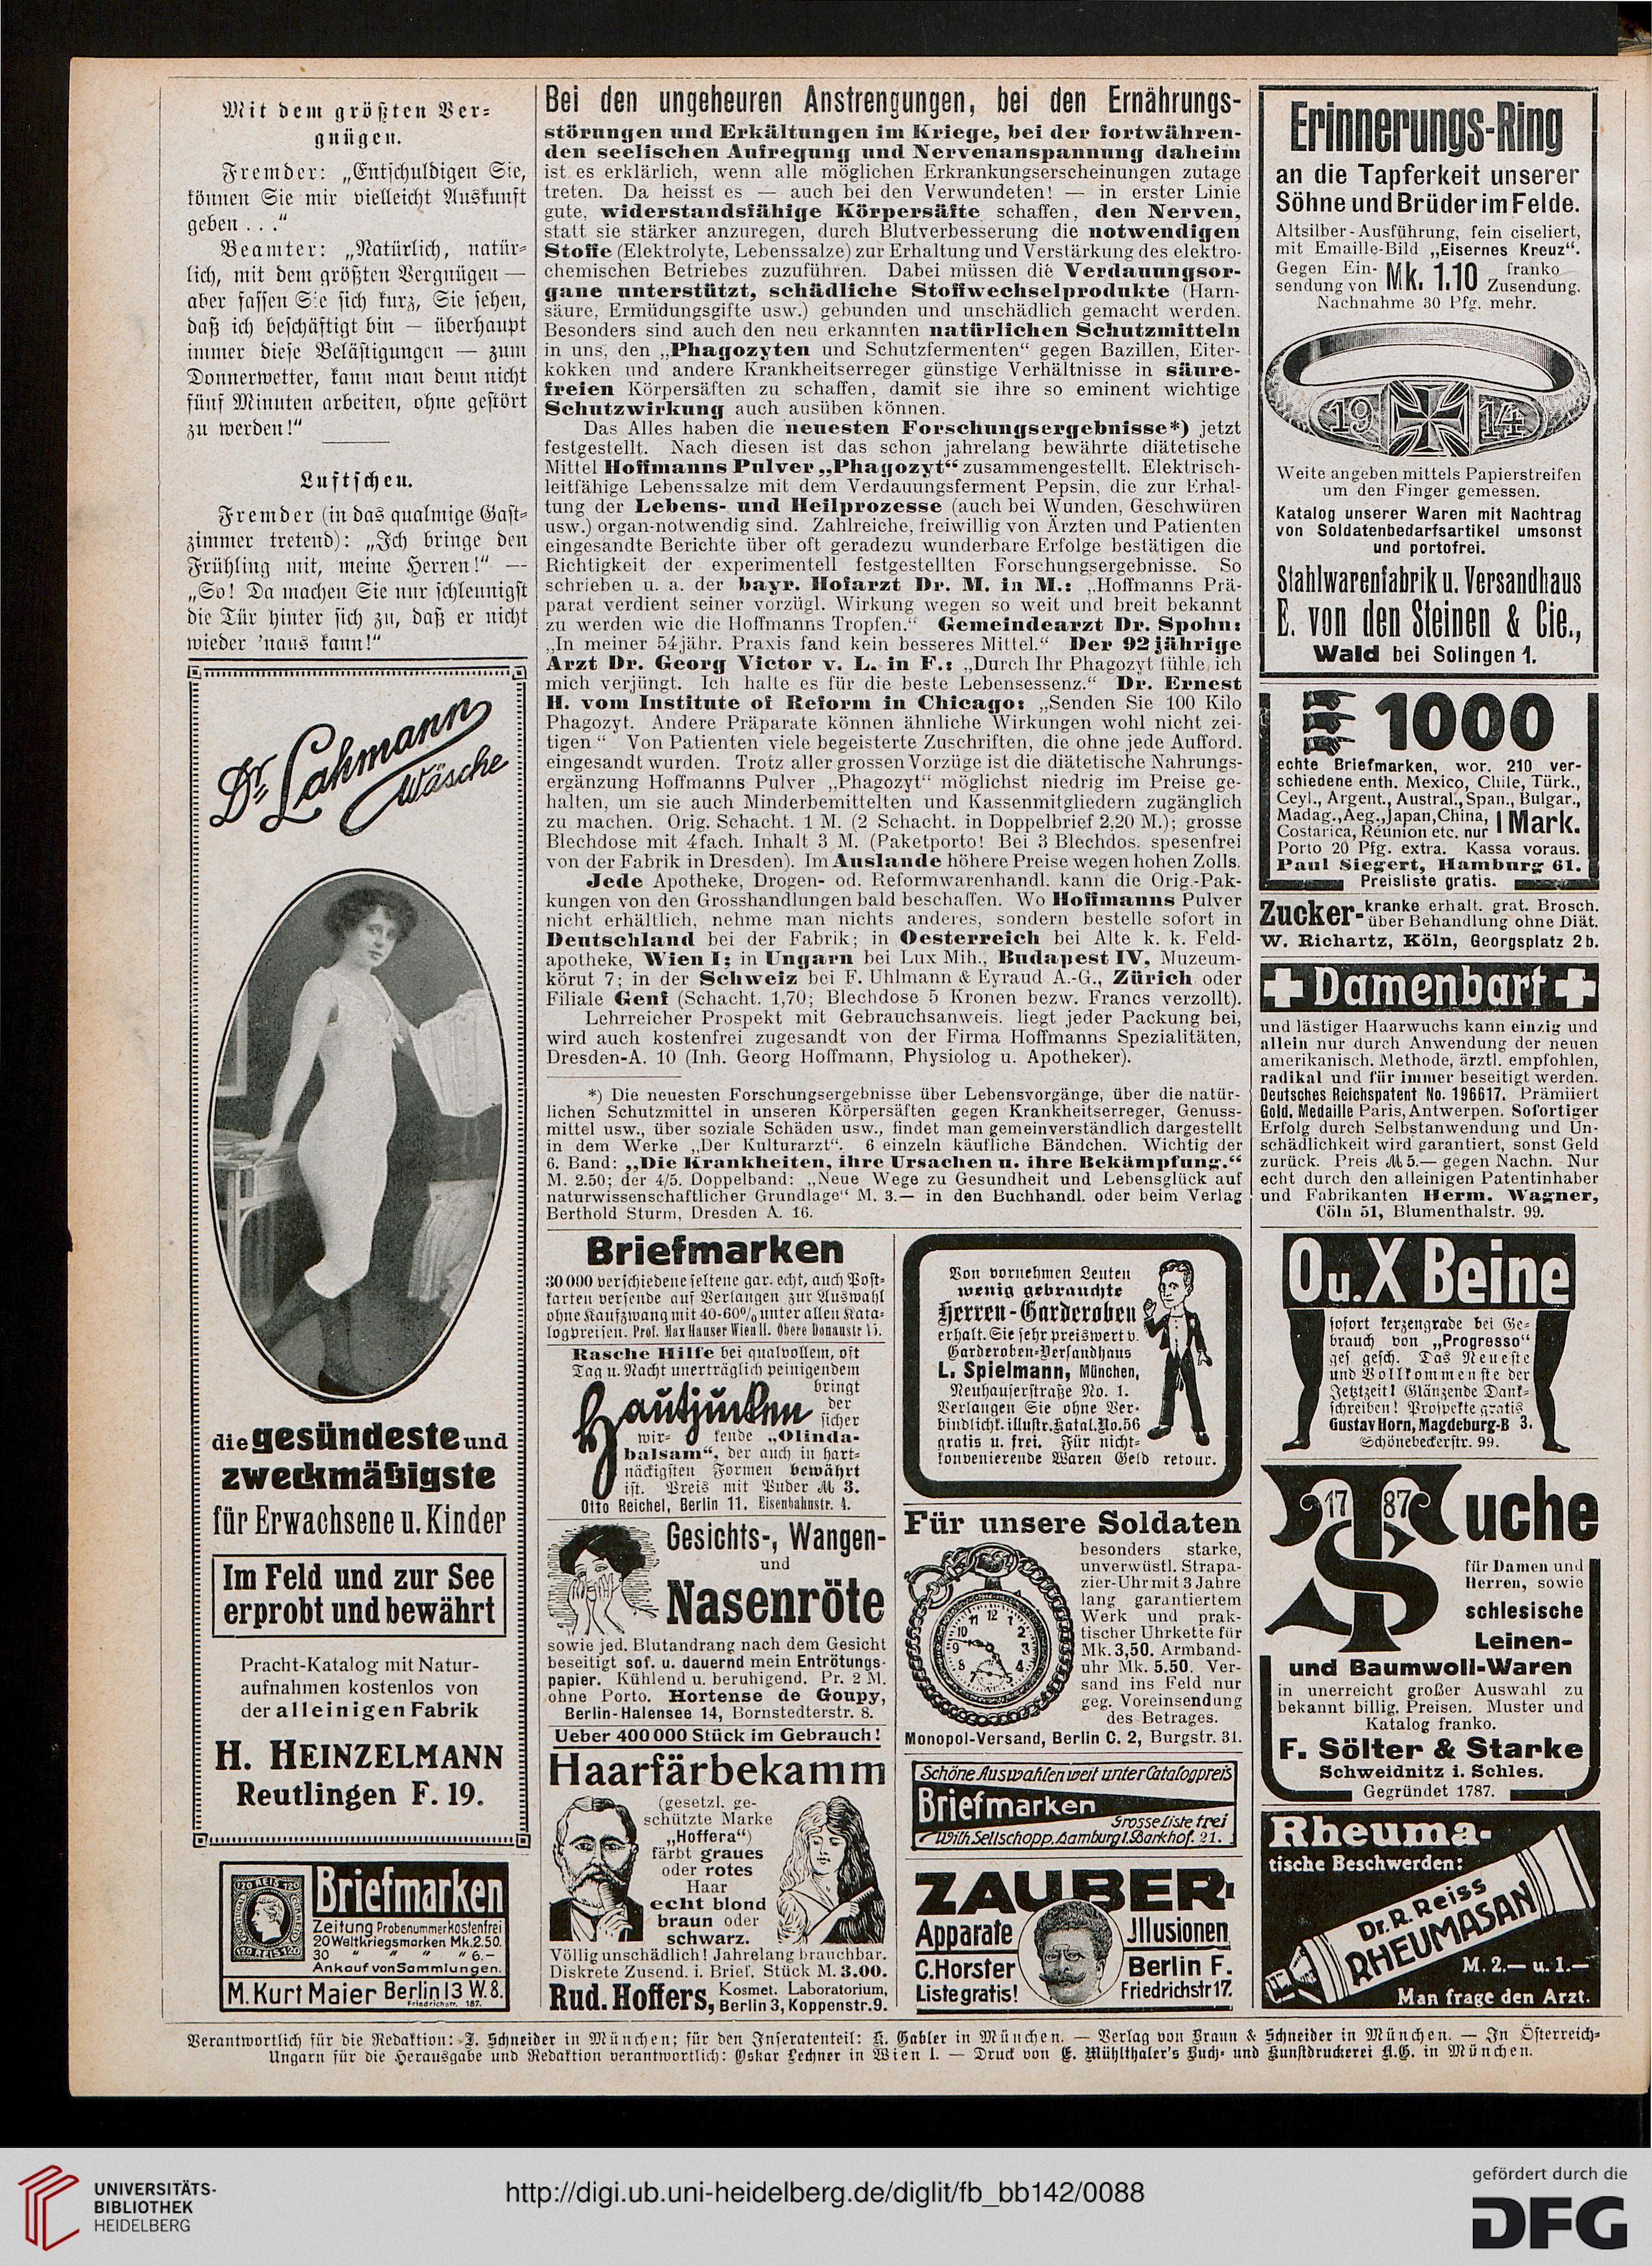 Mit dem größten Ver-
gnügen.
Fremder: „Entschuldigen Sie,
können Sie mir vielleicht Auskunft
geben . . .“
Beamter: „Natürlich, natür-
lich, mit dem größten Vergnügen —
aber fassen Sie sich kurz, Sie sehen,
daß ich beschäftigt bin — überhaupt
immer diese Belästigungen — zum
Donnerwetter, kann man denn nicht
fünf Minuten arbeiten, ohne gestört
zu werden!“
Luftschen.
Fremder (in das qualmige Gast-
zimmer tretend): „Ich bringe den
Frühling mit, meine Herren!“ —
„So! Da machen Sie nur schleunigst
die Tür hinter sich zu, daß er nicht
wieder 'naus kann!“
Dr. Lahmann
Wäsche
die gesündeste und
zweckmäßigste
für Erwachsene u. Kinder
Im Feld und zur See
erprobt und bewährt
Pracht-Katalog mit Natur-
aufnahmen kostenlos von
der alleinigen Fabrik
H. HEINZELMANN
Reutlingen F. 19.
Briefmarken
Zeitung Probenummer kostenfrei
20 Weltkriegsmarken Mk. 2.50.
30 " " " " 6.–
Ankauf von Sammlungen.
M. Kurt Maier Berlin 13 W. 8.
Friedrichstr. 187.
Bei den ungeheuren Anstrengungen, bei den Ernährungs-
störungen und Erkältungen im Kriege, bei der fortwähren-
den seelischen Aufregung und Nervenanspannung daheim
ist es erklärlich, wenn alle möglichen Erkrankungserscheinungen zutage
treten. Da heisst es — auch bei den Verwundeten! — in erster Linie
gute, widerstandsfähige Körpersäfte schaffen, den Nerven,
statt sie stärker anzuregen, durch Blutverbesserung die notwendigen
Stoffe (Elektrolyte, Lebenssalze) zur Erhaltung und Verstärkung des elektro-
chemischen Betriebes zuzuführen. Dabei müssen die Verdauungsor-
gane unterstützt, schädliche Stoffwechselprodukte (Harn-
säure, Ermüdungsgifte usw.) gebunden und unschädlich gemacht werden.
Besonders sind auch den neu erkannten natürlichen Schutzmitteln
in uns, den „Phagozyten und Schutzfermenten“ gegen Bazillen, Eiter-
kokken und andere Krankheitserreger günstige Verhältnisse in säure-
freien Körpersäften zu schaffen, damit sie ihre so eminent wichtige
Schutzwirkung auch ausüben können.
Das Alles haben die neuesten Forschungsergebnisse*) jetzt
festgestellt. Nach diesen ist das schon jahrelang bewährte diätetische
Mittel Hoffmanns Pulver „Phagozyt“ zusammengestellt. Elektrisch-
leitfähige Lebenssalze mit dem Verdauungsferment Pepsin, die zur Erhal-
tung der Lebens- und Heilprozesse (auch bei Wunden, Geschwüren
usw.) organ-notwendig sind. Zahlreiche, freiwillig von Ärzten und Patienten
eingesandte Berichte über oft geradezu wunderbare Erfolge bestätigen die
Richtigkeit der experimentell festgestellten Forschungsergebnisse. So
schrieben u. a. der bayr. Hofarzt Dr. M. in M.: „Hoffmanns Prä-
parat verdient seiner vorzügl. Wirkung wegen so weit und breit bekannt
zu werden wie die Hoffmanns Tropfen.“ Gemeindearzt Dr. Spohn:
„In meiner 54jähr. Praxis fand kein besseres Mittel.“ Der 92jährige
Arzt Dr. Georg Victor v. L. in F.: „Durch Ihr Phagozyt fühle ich
mich verjüngt. Ich halte es für die beste Lebensessenz.“ Dr. Ernest
H. vom Institute of Reform in Chicago: „Senden Sie 100 Kilo
Phagozyt. Andere Präparate können ähnliche Wirkungen wohl nicht zei-
tigen“ Von Patienten viele begeisterte Zuschriften, die ohne jede Aufford.
eingesandt wurden. Trotz aller grossen Vorzüge ist die diätetische Nahrungs-
ergänzung Hoffmanns Pulver „Phagozyt“ möglichst niedrig im Preise ge-
halten, um sie auch Minderbemittelten und Kassenmitgliedern zugänglich
zu machen. Orig. Schacht. 1 M. (2 Schacht. in Doppelbrief 2,20 M.); grosse
Blechdose mit 4fach. Inhalt 3 M. (Paketporto! Bei 3 Blechdos. spesenfrei
von der Fabrik in Dresden). Im Auslande höhere Preise wegen hohen Zolls.
Jede Apotheke, Drogen- od. Reformwarenhandl. kann die Orig.-Pak-
kungen von den Grosshandlungen bald beschaffen. Wo Hoffmanns Pulver
nicht erhältlich, nehme man nichts anderes, sondern bestelle sofort in
Deutschland bei der Fabrik; in Oesterreich bei Alte k. k. Feld-
apotheke, Wien I; in Ungarn bei Lux Mih., Budapest IV, Muzeum-
körut 7; in der Schweiz bei F. Uhlmann & Eyraud A.-G., Zürich oder
Filiale Genf (Schacht. 1,70; Blechdose 5 Kronen bezw. Francs verzollt).
Lehrreicher Prospekt mit Gebrauchsanweis. liegt jeder Packung bei,
wird auch kostenfrei zugesandt von der Firma Hoffmanns Spezialitäten,
Dresden-A. 10 (Inh. Georg Hoffmann, Physiolog u. Apotheker).
*) Die neuesten Forschungsergebnisse über Lebensvorgänge, über die natür-
lichen Schutzmittel in unseren Körpersäften gegen Krankheitserreger, Genuss-
mittel usw., über soziale Schäden usw., findet man gemeinverständlich dargestellt
in dem Werke „Der Kulturarzt“. 6 einzeln käufliche Bändchen. Wichtig der
6. Band: „Die Krankheiten, ihre Ursachen u. ihre Bekämpfung.“
M. 2.50; der 4/5. Doppelband: „Neue Wege zu Gesundheit und Lebensglück auf
naturwissenschaftlicher Grundlage“ M. 3.— in den Buchhandl. oder beim Verlag
Berthold Sturm, Dresden A. 16.
Briefmarken
30 000 verschiedene seltene gar. echt, auch Post-
karten versende auf Verlangen zur Auswahl
ohne Kaufzwang mit 40-60% unter allen Kata-
logpreisen. Prof. Max Hauser Wien II. Obere Donaustr 45.
Rasche Hilfe bei qualvollem, oft
Tag u. Nacht unerträglich peinigendem
Hautjucken bringt
der
sicher
wir- kende „Olinda-
balsam“, der auch in hart-
näckigsten Formen bewährt
ist. Preis mit Puder M 3.
Otto Reichel, Berlin 11. Eisenbahnstr. 4.
Gesichts-, Wangen-
und
Nasenröte
sowie jed. Blutandrang nach dem Gesicht
beseitigt sof. u. dauernd mein Entrötungs-
papier. Kühlend u. beruhigend. Pr. 2 M.
ohne Porto. Hortense de Goupy,
Berlin-Halensee 14, Bornstedterstr. 8.
Ueber 400 000 Stück im Gebrauch!
Haarfärbekamm
(gesetzl. ge-
schützte Marke
„Hoffera“)
färbt graues
oder rotes
Haar
echt blond
braun oder
schwarz.
Völlig unschädlich! Jahrelang brauchbar.
Diskrete Zusend. i. Brief. Stück M. 3.00.
Rud. Hoffers, Kosmet. Laboratorium,
Berlin 3, Koppenstr. 9.
Von vornehmen Leuten
wenig gebrauchte
Herren-Garderoben
erhalt. Sie sehr preiswert v.
Garderoben-Versandhaus
L. Spielmann, München,
Neuhauserstraße No. 1.
Verlangen Sie ohne Ver-
bindlichk. illustr. Katal. No. 56
gratis u. frei. Für nicht-
konvenierende Waren Geld retour.
Für unsere Soldaten
besonders starke,
unverwüstl. Strapa-
zier-Uhr mit 3 Jahre
lang garantiertem
Werk und prak-
tischer Uhrkette für
Mk. 3,50. Armband-
uhr Mk. 5.50. Ver-
sand ins Feld nur
geg. Voreinsendung
des Betrages.
Monopol-Versand, Berlin C. 2, Burgstr. 31.
Schöne Auswahlen weit unter Catalogpreis
Briefmarken
Grosse Liste frei
Wilh. Sellschopp. Hamburg 1. Barkhof. 21.
ZAUBER-
Apparate Jllusionen
C. Horster Berlin F.
Liste gratis! Friedrichstr 17.
Erinnerungs-Ring
an die Tapferkeit unserer
Söhne und Brüder im Felde.
Altsilber-Ausführung, fein ciseliert,
mit Emaille-Bild „Eisernes Kreuz“.
Gegen Ein- Mk. 1.10 franko
sendung von Zusendung.
Nachnahme 30 Pfg. mehr.
19 14
Weite angeben mittels Papierstreifen
um den Finger gemessen.
Katalog unserer Waren mit Nachtrag
von Soldatenbedarfsartikel umsonst
und portofrei.
Stahlwarenfabrik u. Versandhaus
E. von den Steinen & Cie.,
Wald bei Solingen 1.
1000
echte Briefmarken, wor. 210 ver-
schiedene enth. Mexico, Chile, Türk.,
Ceyl., Argent., Austral., Span., Bulgar.,
Madag., Aeg., Japan, China,
Costarica, Réunion etc. nur 1 Mark.
Porto 20 Pfg. extra. Kassa voraus.
Paul Siegert, Hamburg 61.
Preisliste gratis.
Zucker- kranke erhalt. grat. Brosch.
über Behandlung ohne Diät.
W. Richartz, Köln, Georgsplatz 2 b.
Damenbart
und lästiger Haarwuchs kann einzig und
allein nur durch Anwendung der neuen
amerikanisch. Methode, ärztl. empfohlen,
radikal und für immer beseitigt werden.
Deutsches Reichspatent No. 196617. Prämiiert
Gold. Medaille Paris, Antwerpen. Sofortiger
Erfolg durch Selbstanwendung und Un-
schädlichkeit wird garantiert, sonst Geld
zurück. Preis M 5.— gegen Nachn. Nur
echt durch den alleinigen Patentinhaber
und Fabrikanten Herm. Wagner,
Cöln 51, Blumenthalstr. 99.
O u. X Beine
sofort kerzengrade bei Ge-
brauch von „Progresso“
ges gesch. Das Neueste
und Vollkommenste der
Jetztzeit! Glänzende Dank-
schreiben! Prospekte gratis
Gustav Horn, Magdeburg-B 3.
Schönebeckerstr. 99.
17 87
Tuche
S
für Damen und
Herren, sowie
schlesische
Leinen-
und Baumwoll-Waren
in unerreicht großer Auswahl zu
bekannt billig. Preisen. Muster und
Katalog franko.
F. Sölter & Starke
Schweidnitz i. Schles.
Gegründet 1787.
Rheuma-
tische Beschwerden:
Dr. R. Reiss
RHEUMASAN
M. 2.— u. 1.—
Man frage den Arzt.
Verantwortlich für die Redaktion: J. Schneider in München; für den Inseratenteil: K. Gabler in München. — Verlag von Braun & Schneider in München. — In Österreich-
Ungarn für die Herausgabe und Redaktion verantwortlich: Oskar Lechner in Wien I. — Druck von E. Mühlthaler's Buch- und Kunstdruckerei A.G. in München.
UNIVERSITÄTS-
BIBLIOTHEK
HEIDELBERG
http://digi.ub.uni-heidelberg.de/diglit/fb_bb142/0088
gefördert durch die
DFG